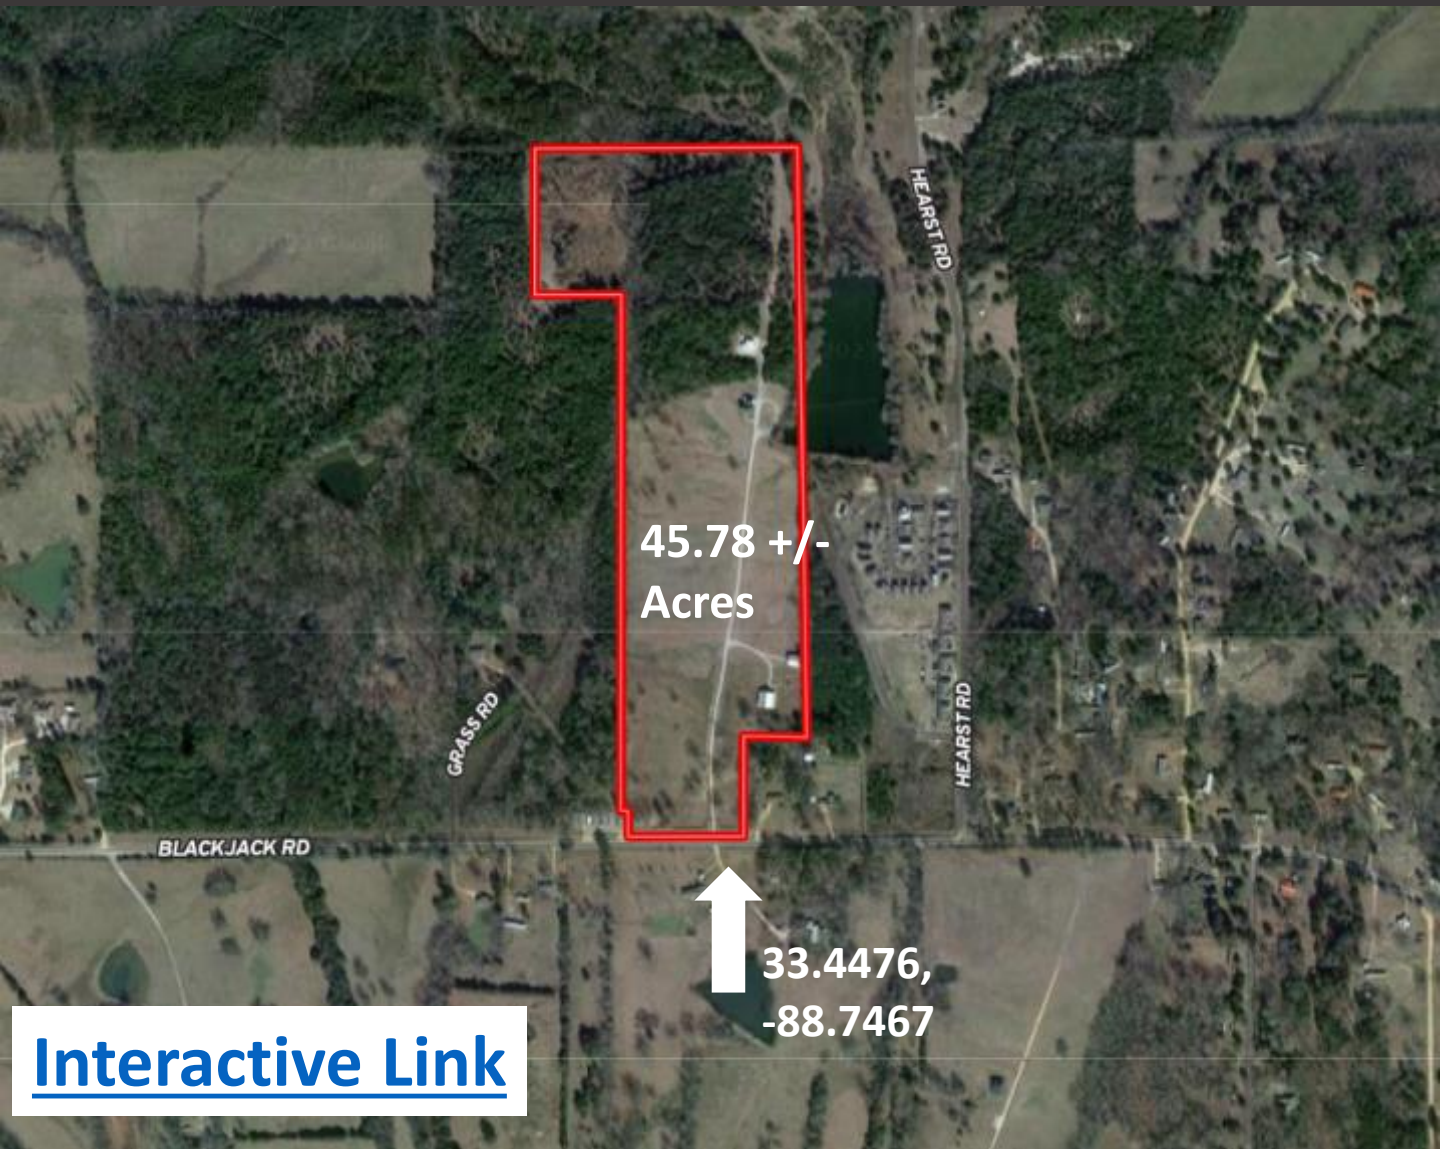 HEARST RD
45.78 +/-
Acres
GRASS RD
HEARST RD
BLACKJACK RD
33.4476,
-88.7467
Interactive Link